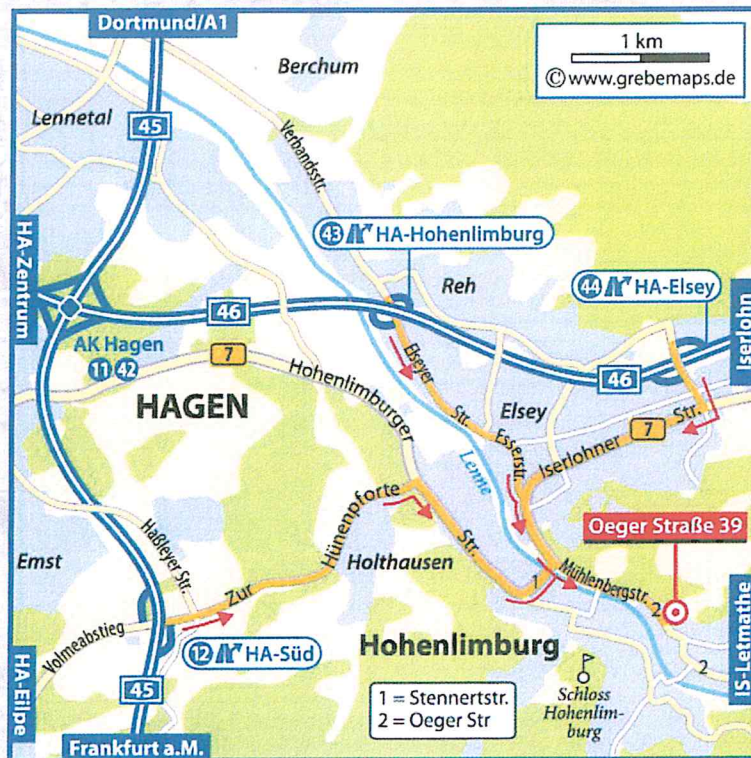 Dortmund/A1
1 km
© www.grebemaps.de
Berchum
Lennetal
45
Verbandsstr.
HA-Zentrum
43 HA-Hohenlimburg
Reh
44 HA-Elsey
Iserlohn
46
AK Hagen
11 42
7
46
HAGEN
Hohenlimburger
Str.
Elseyer
Str.
Elsey
Esserstr.
Iserlohner
7
Str.
Lenne
Oeger Straße 39
Emst
Haßleyer Str.
Zur
Hünenpforte
Holthausen
1
Mühlenbergstr.
2
2
Volmeabstieg
12 HA-Süd
Hohenlimburg
HA-Eilpe
45
1 = Stennertstr.
2 = Oeger Str
Schloss
Hohenlim-
burg
IS-Letmathe
Frankfurt a.M.